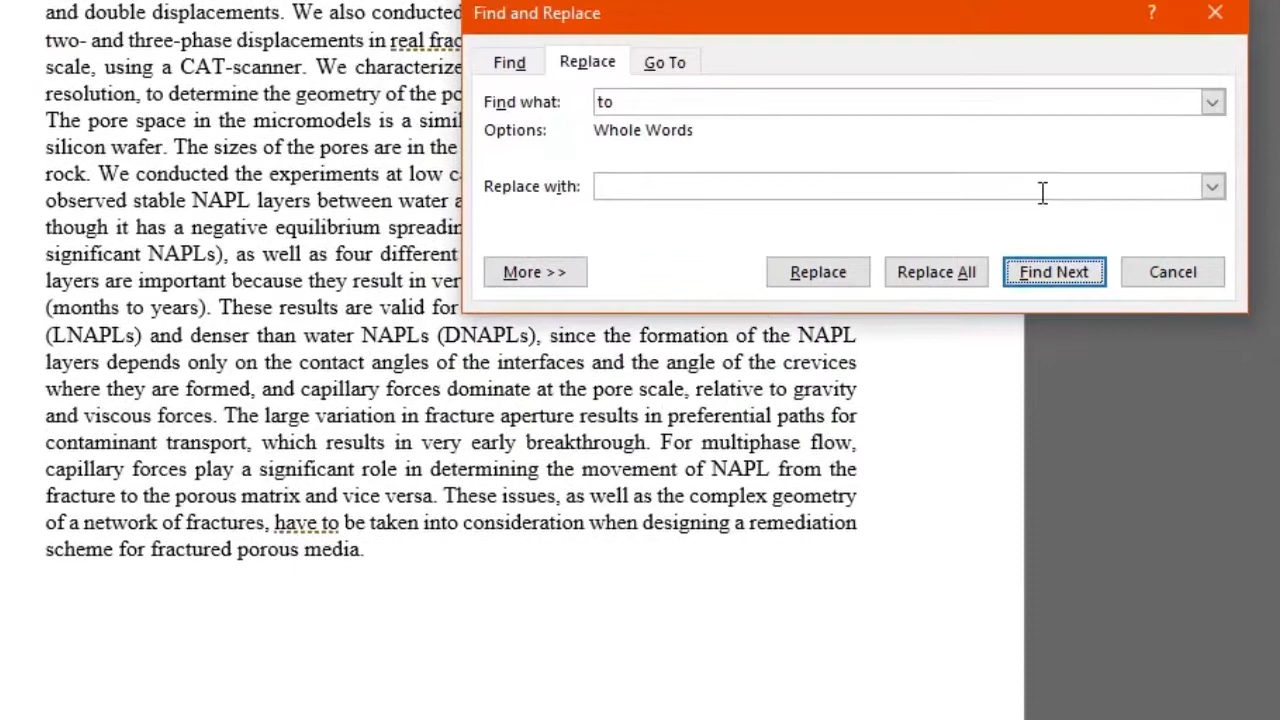 and double displacements. We also conducted
two- and three-phase displacements in real frac
scale, using a CAT-scanner. We characterize
resolution, to determine the geometry of the po
The pore space in the micromodels is a simil
silicon wafer. The sizes of the pores are in the
rock. We conducted the experiments at low c
observed stable NAPL layers between water a
though it has a negative equilibrium spreadin
significant NAPLs), as well as four different
layers are important because they result in ver
(months to years). These results are valid for
(LNAPLs) and denser than water NAPLs (DNAPLs), since the formation of the NAPL
layers depends only on the contact angles of the interfaces and the angle of the crevices
where they are formed, and capillary forces dominate at the pore scale, relative to gravity
and viscous forces. The large variation in fracture aperture results in preferential paths for
contaminant transport, which results in very early breakthrough. For multiphase flow,
capillary forces play a significant role in determining the movement of NAPL from the
fracture to the porous matrix and vice versa. These issues, as well as the complex geometry
of a network of fractures, have to be taken into consideration when designing a remediation
scheme for fractured porous media.
Find and Replace ? ×
Find Replace Go To
Find what: to
Options: Whole Words
Replace with:
More >> Replace Replace All Find Next Cancel